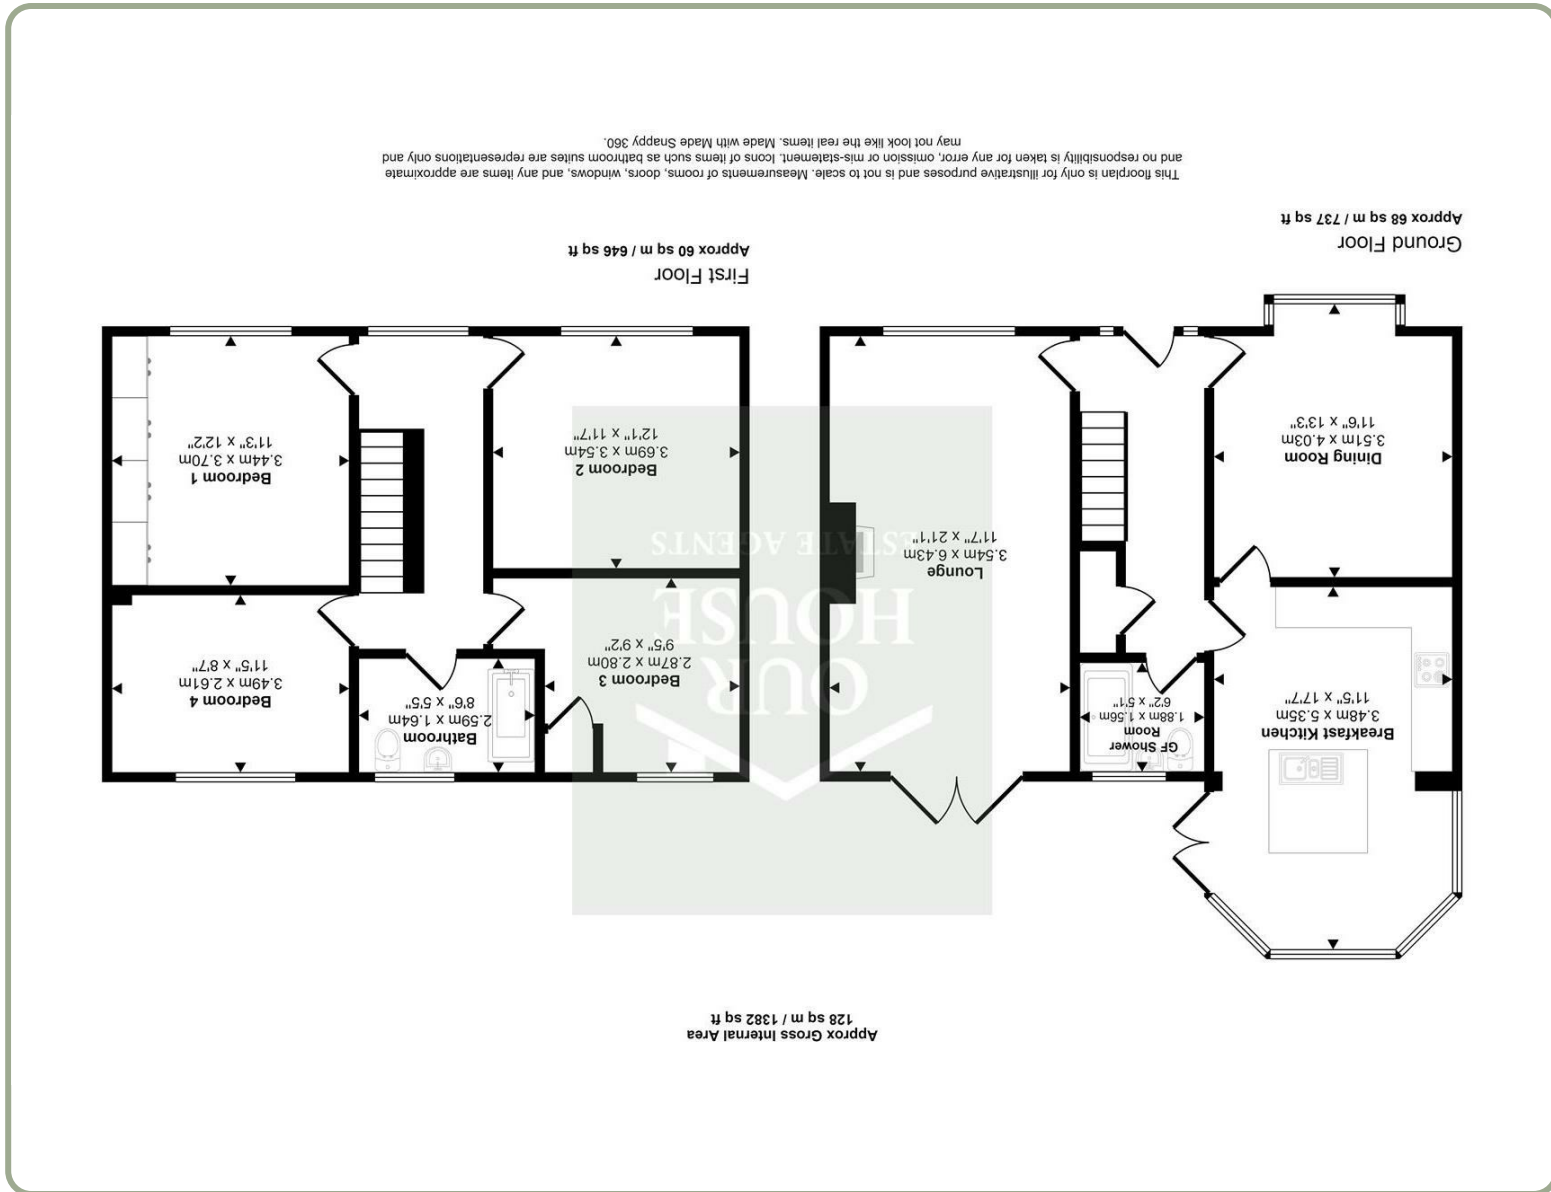 Approx Gross Internal Area
128 sq m / 1382 sq ft
Breakfast Kitchen
3.48m x 5.35m
11'5" x 17'7"
GF Shower
Room
1.88m x 1.56m
6'2" x 5'1"
Lounge
3.54m x 6.43m
11'7" x 21'1"
Dining Room
3.51m x 4.03m
11'6" x 13'3"
Ground Floor
Approx 68 sq m / 737 sq ft
Bedroom 3
2.87m x 2.80m
9'5" x 9'2"
Bathroom
2.59m x 1.64m
8'6" x 5'5"
Bedroom 4
3.49m x 2.61m
11'5" x 8'7"
Bedroom 2
3.69m x 3.54m
12'1" x 11'7"
Bedroom 1
3.44m x 3.70m
11'3" x 12'2"
First Floor
Approx 60 sq m / 646 sq ft
OUR
HOUSE
ESTATE AGENTS
This floorplan is only for illustrative purposes and is not to scale. Measurements of rooms, doors, windows, and any items are approximate
and no responsibility is taken for any error, omission or mis-statement. Icons of items such as bathroom suites are representations only and
may not look like the real items. Made with Made Snappy 360.